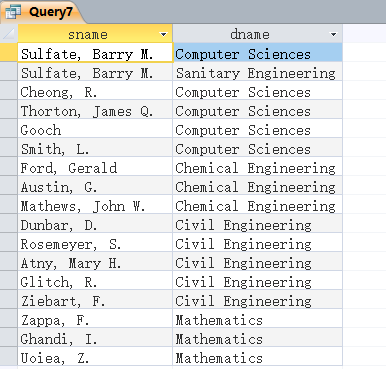 Query7
sname dname
Sulfate, Barry M. Computer Sciences
Sulfate, Barry M. Sanitary Engineering
Cheong, R. Computer Sciences
Thorton, James Q. Computer Sciences
Gooch Computer Sciences
Smith, L. Computer Sciences
Ford, Gerald Chemical Engineering
Austin, G. Chemical Engineering
Mathews, John W. Chemical Engineering
Dunbar, D. Civil Engineering
Rosemeyer, S. Civil Engineering
Atny, Mary H. Civil Engineering
Glitch, R. Civil Engineering
Ziebart, F. Civil Engineering
Zappa, F. Mathematics
Ghandi, I. Mathematics
Uoiea, Z. Mathematics